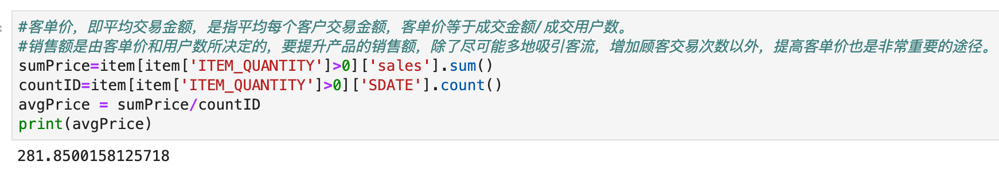 #客单价，即平均交易金额，是指平均每个客户交易金额，客单价等于成交金额/成交用户数。
#销售额是由客单价和用户数所决定的，要提升产品的销售额，除了尽可能多地吸引客流，增加顾客交易次数以外，提高客单价也是非常重要的途径。
sumPrice=item[item['ITEM_QUANTITY']>0]['sales'].sum()
countID=item[item['ITEM_QUANTITY']>0]['SDATE'].count()
avgPrice = sumPrice/countID
print(avgPrice)
281.8500158125718